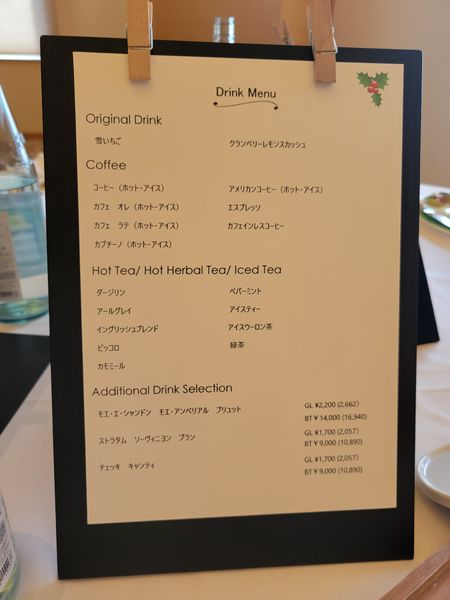 Drink Menu
Original Drink
雪いちご
クランベリーレモンスカッシュ
Coffee
コーヒー（ホット・アイス）
アメリカンコーヒー（ホット・アイス）
カフェ　オレ（ホット・アイス）
エスプレッソ
カフェ　ラテ（ホット・アイス）
カフェインレスコーヒー
カプチーノ（ホット・アイス）
Hot Tea/ Hot Herbal Tea/ Iced Tea
ダージリン
ペパーミント
アールグレイ
アイスティー
イングリッシュブレンド
アイスウーロン茶
ピッコロ
緑茶
カモミール
Additional Drink Selection
モエ・エ・シャンドン　モエ・アンペリアル　ブリュット
GL ¥2,200 (2,662)
BT ¥ 14,000 (16,940)
ストラタム　ソーヴィニヨン　ブラン
GL ¥1,700 (2,057)
BT ¥ 9,000 (10,890)
チェッキ　キャンティ
GL ¥1,700 (2,057)
BT ¥ 9,000 (10,890)